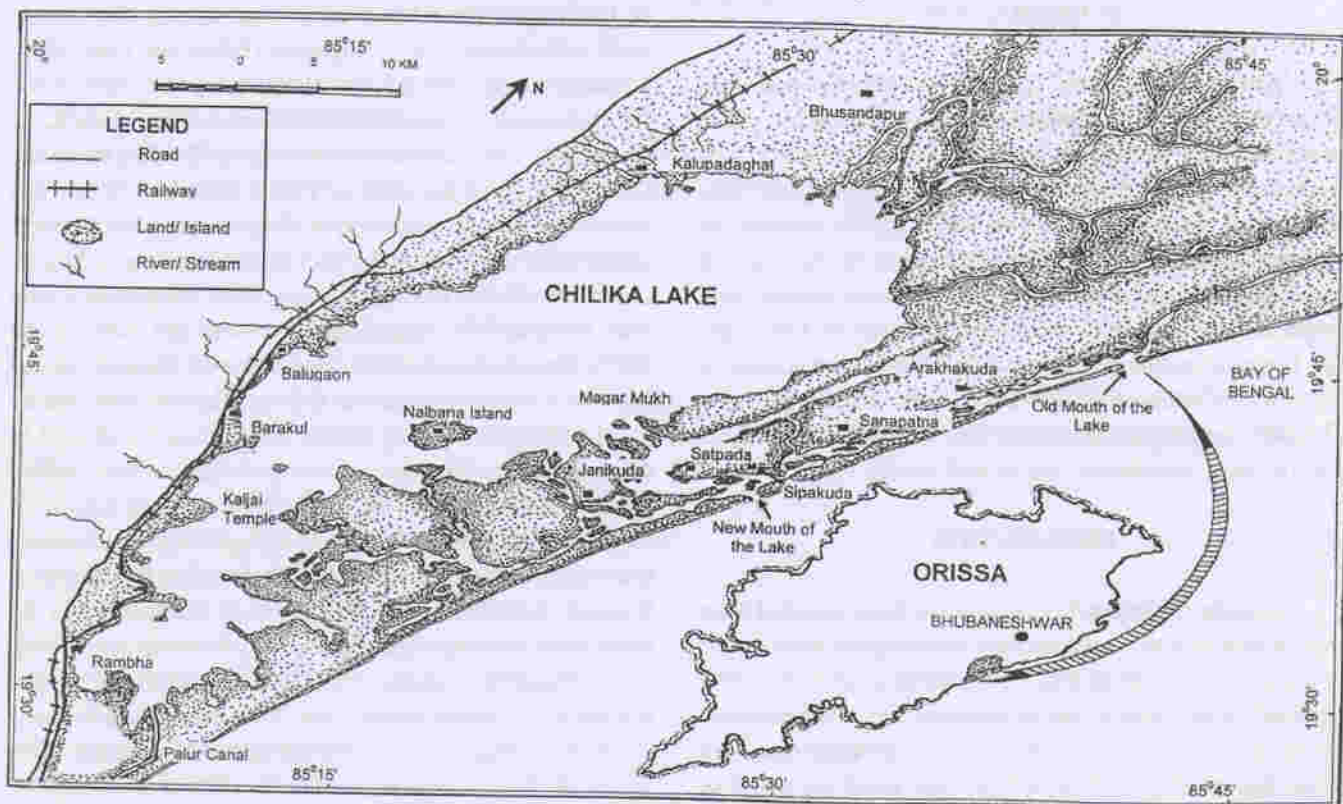 20°
85°15'
85°30'
85°45'
20°
5 0 5 10 KM.
N
LEGEND
Road
Railway
Land/ Island
River/ Stream
Bhusandapur
Kalupadaghat
CHILIKA LAKE
19°45'
Balugaon
Barakul
Nalbana Island
Magar Mukh
Arakhakuda
Old Mouth of the
Lake
BAY OF
BENGAL
19°45'
Sanapatna
Satpada
Janikuda
Sipakuda
New Mouth of
the Lake
Kaljai
Temple
ORISSA
BHUBANESHWAR
Rambha
Palur Canal
19°30'
19°30'
85°15'
85°30'
85°45'